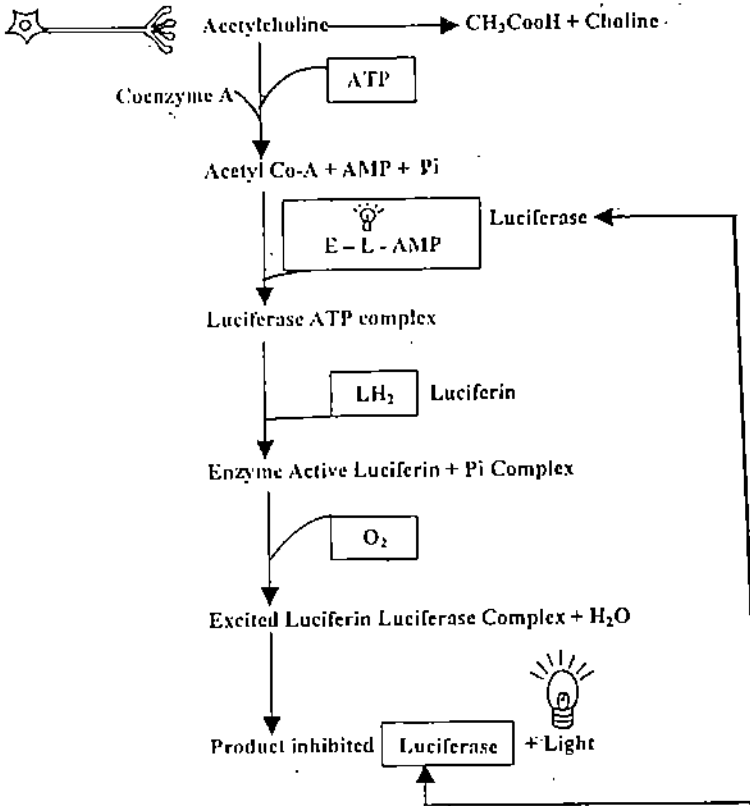 Acetylcholine CH₃CooH + Choline
ATP
Coenzyme A
Acetyl Co-A + AMP + Pi
Luciferase
E – L - AMP
Luciferase ATP complex
LH₂ Luciferin
Enzyme Active Luciferin + Pi Complex
O₂
Excited Luciferin Luciferase Complex + H₂O
Product inhibited Luciferase + Light